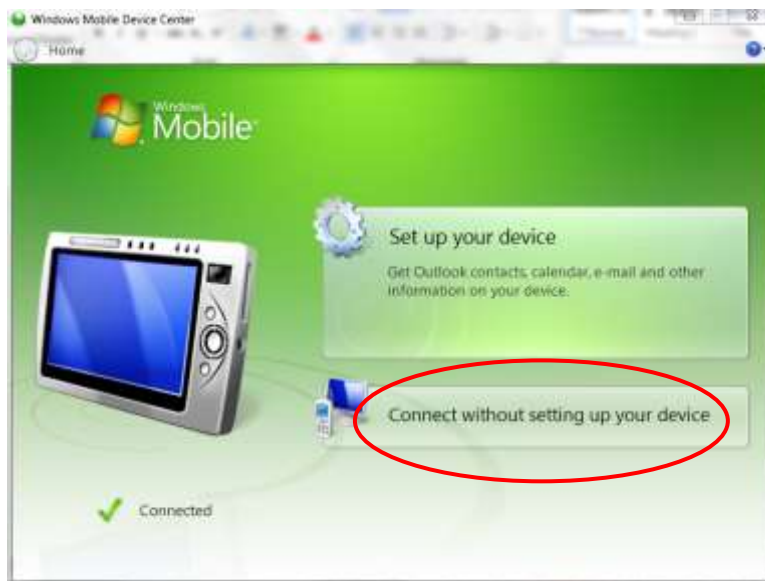 Windows Mobile Device Center
Home
Windows
Mobile
Set up your device
Get Outlook contacts, calendar, e-mail and other
information on your device.
Connect without setting up your device
Connected